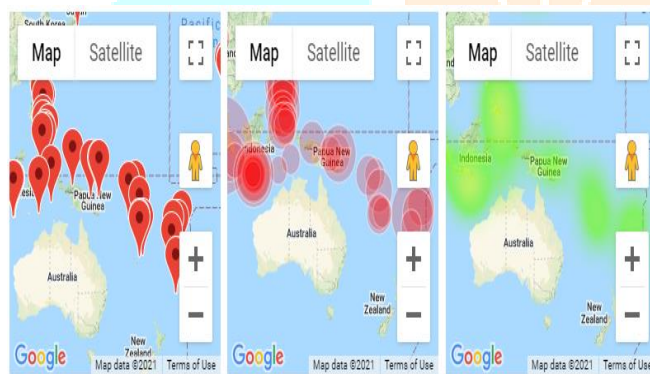 South Korea
Pacific
Map
Satellite
Papua New
Guinea
Australia
New
Zealand
Google
Map data ©2021
Terms of Use
Map
Satellite
Papua New
Guinea
Australia
New
Zealand
Google
Map data ©2021
Terms of Use
Map
Satellite
Indonesia
Papua New
Guinea
Australia
New
Zealand
Google
Map data ©2021
Terms of Use